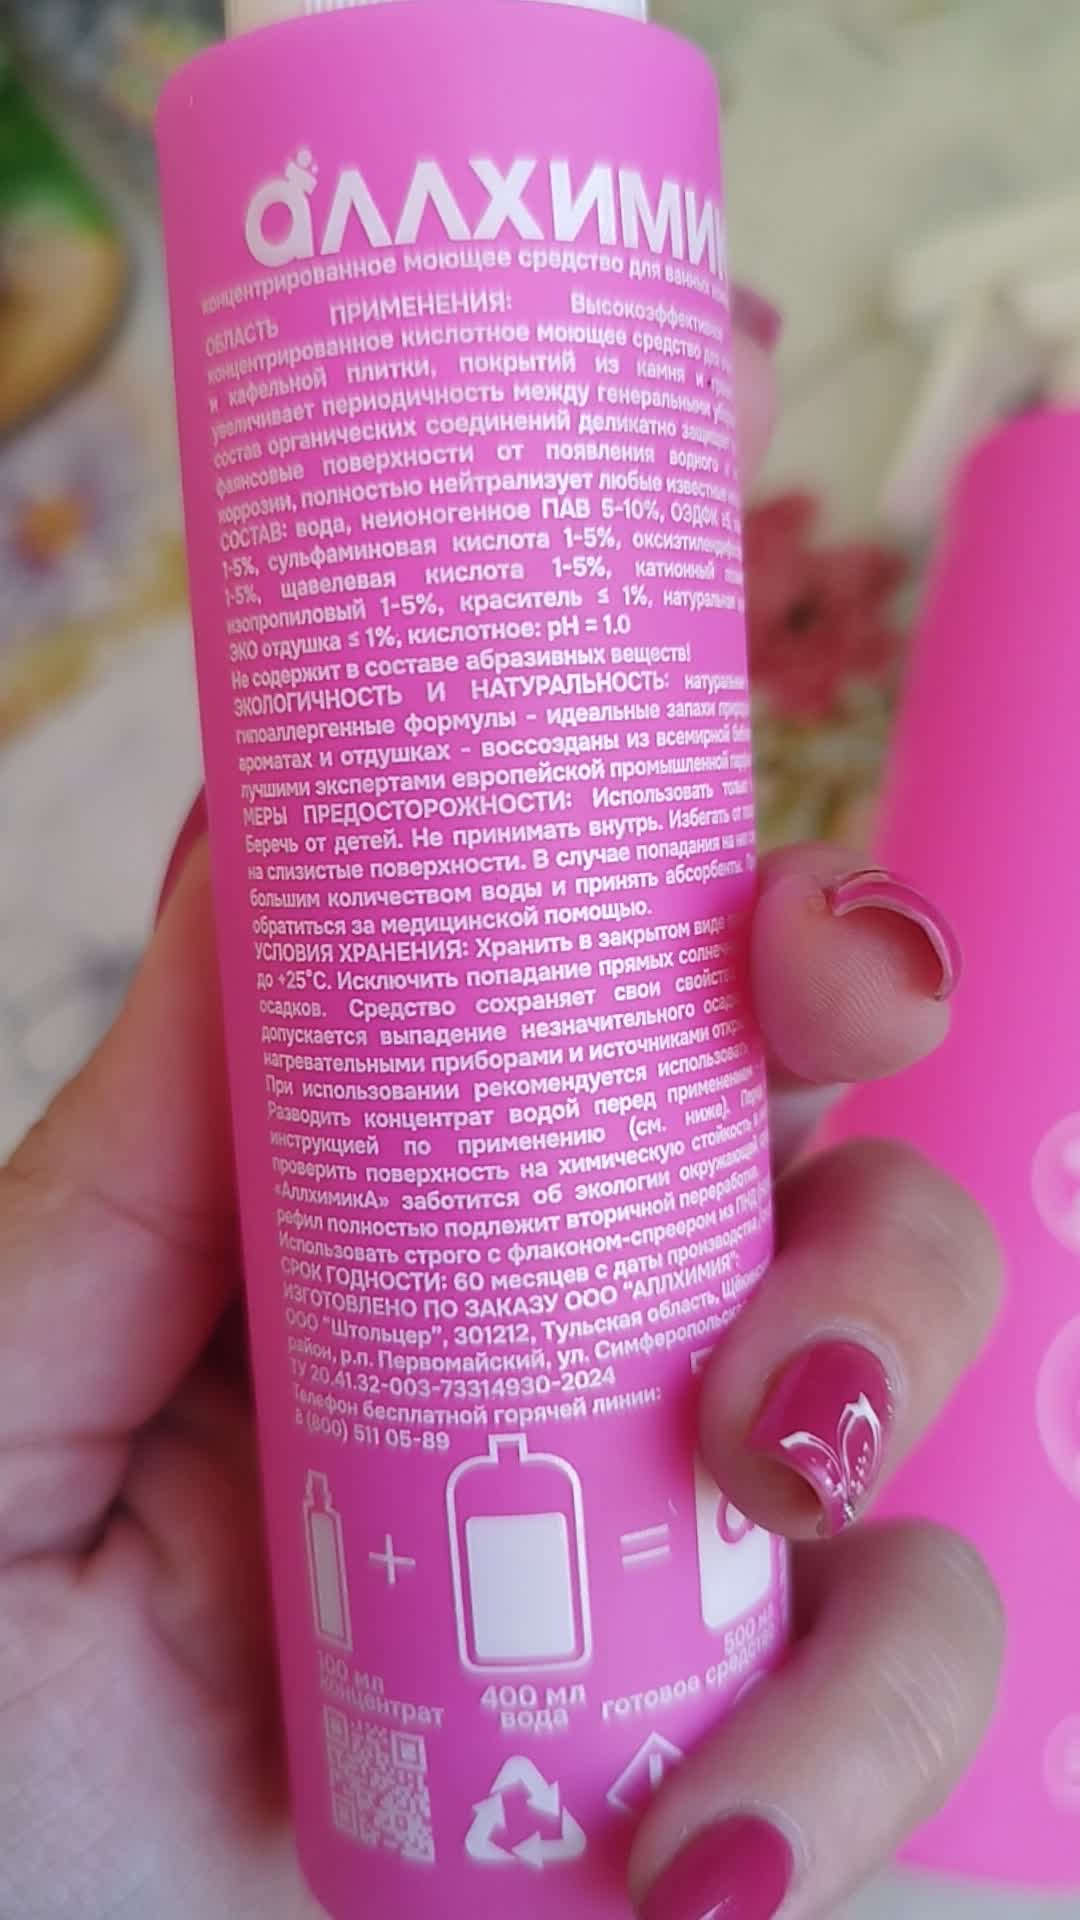 аллхимик
концентрированное моющее средство для ванных
ОБЛАСТЬ ПРИМЕНЕНИЯ: Высокоэффективное
концентрированное кислотное моющее средство для
и кафельной плитки, покрытий из камня и
увеличивает периодичность между генеральными
состав органических соединений деликатно защищает
фаянсовые поверхности от появления водного
коррозии, полностью нейтрализует любые известные
СОСТАВ: вода, неионогенное ПАВ 5-10%, ОЭДФК
1-5%, сульфаминовая кислота 1-5%,
1-5%, щавелевая кислота 1-5%, катионный
изопропиловый 1-5%, краситель ≤ 1%, натуральная
ЭКО отдушка ≤ 1%, кислотное: pH = 1.0
Не содержит в составе абразивных веществ!
ЭКОЛОГИЧНОСТЬ И НАТУРАЛЬНОСТЬ: натуральные
гипоаллергенные формулы - идеальные запахи
ароматах и отдушках - воссозданы из всемирной
лучшими экспертами европейской промышленной
МЕРЫ ПРЕДОСТОРОЖНОСТИ: Использовать только
Беречь от детей. Не принимать внутрь. Избегать
на слизистые поверхности. В случае попадания на
большим количеством воды и принять абсорбенты.
обратиться за медицинской помощью.
УСЛОВИЯ ХРАНЕНИЯ: Хранить в закрытом виде
до +25°С. Исключить попадание прямых
осадков. Средство сохраняет свои
допускается выпадение незначительного
нагревательными приборами и источниками
При использовании рекомендуется использовать
Разводить концентрат водой перед применением
инструкцией по применению (см. ниже).
проверить поверхность на химическую стойкость
«АллхимикА» заботится об экологии окружающей
рефил полностью подлежит вторичной переработке.
Использовать строго с флаконом-спреером из ПНД
СРОК ГОДНОСТИ: 60 месяцев с даты производства
ИЗГОТОВЛЕНО ПО ЗАКАЗУ ООО "АЛЛХИМИЯ":
ООО "Штольцер", 301212, Тульская область,
район, р.п. Первомайский, ул. Симферопольская
ТУ 20.41.32-003-73314930-2024
Телефон бесплатной горячей линии:
8 (800) 511 05-89
+
=
100 мл
концентрат
400 мл
вода
500 мл
готовое средство